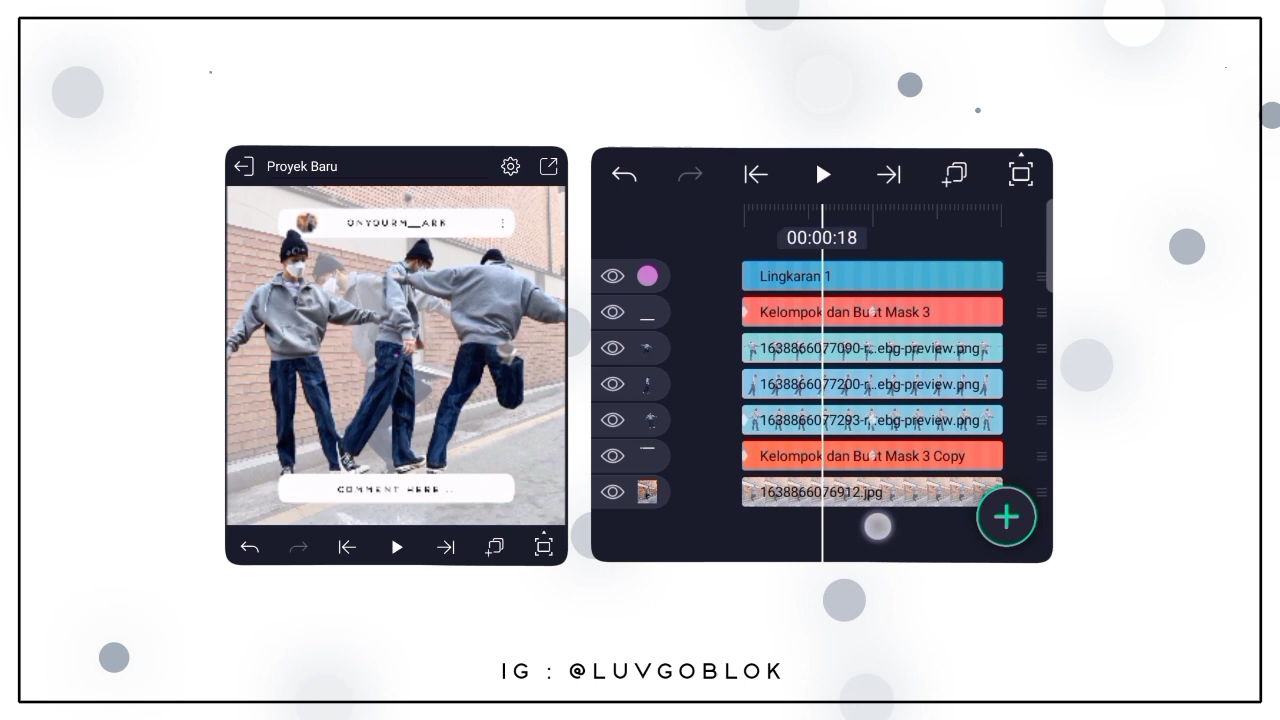 Proyek Baru
ONYOURM__ARK
COMMENT HERE ..
00:00:18
Lingkaran 1
Kelompok dan Buat Mask 3
1638866077090-r...ebg-preview.png
1638866077200-r...ebg-preview.png
1638866077293-r...ebg-preview.png
Kelompok dan Buat Mask 3 Copy
1638866076912.jpg
IG : @LUVGOBLOK